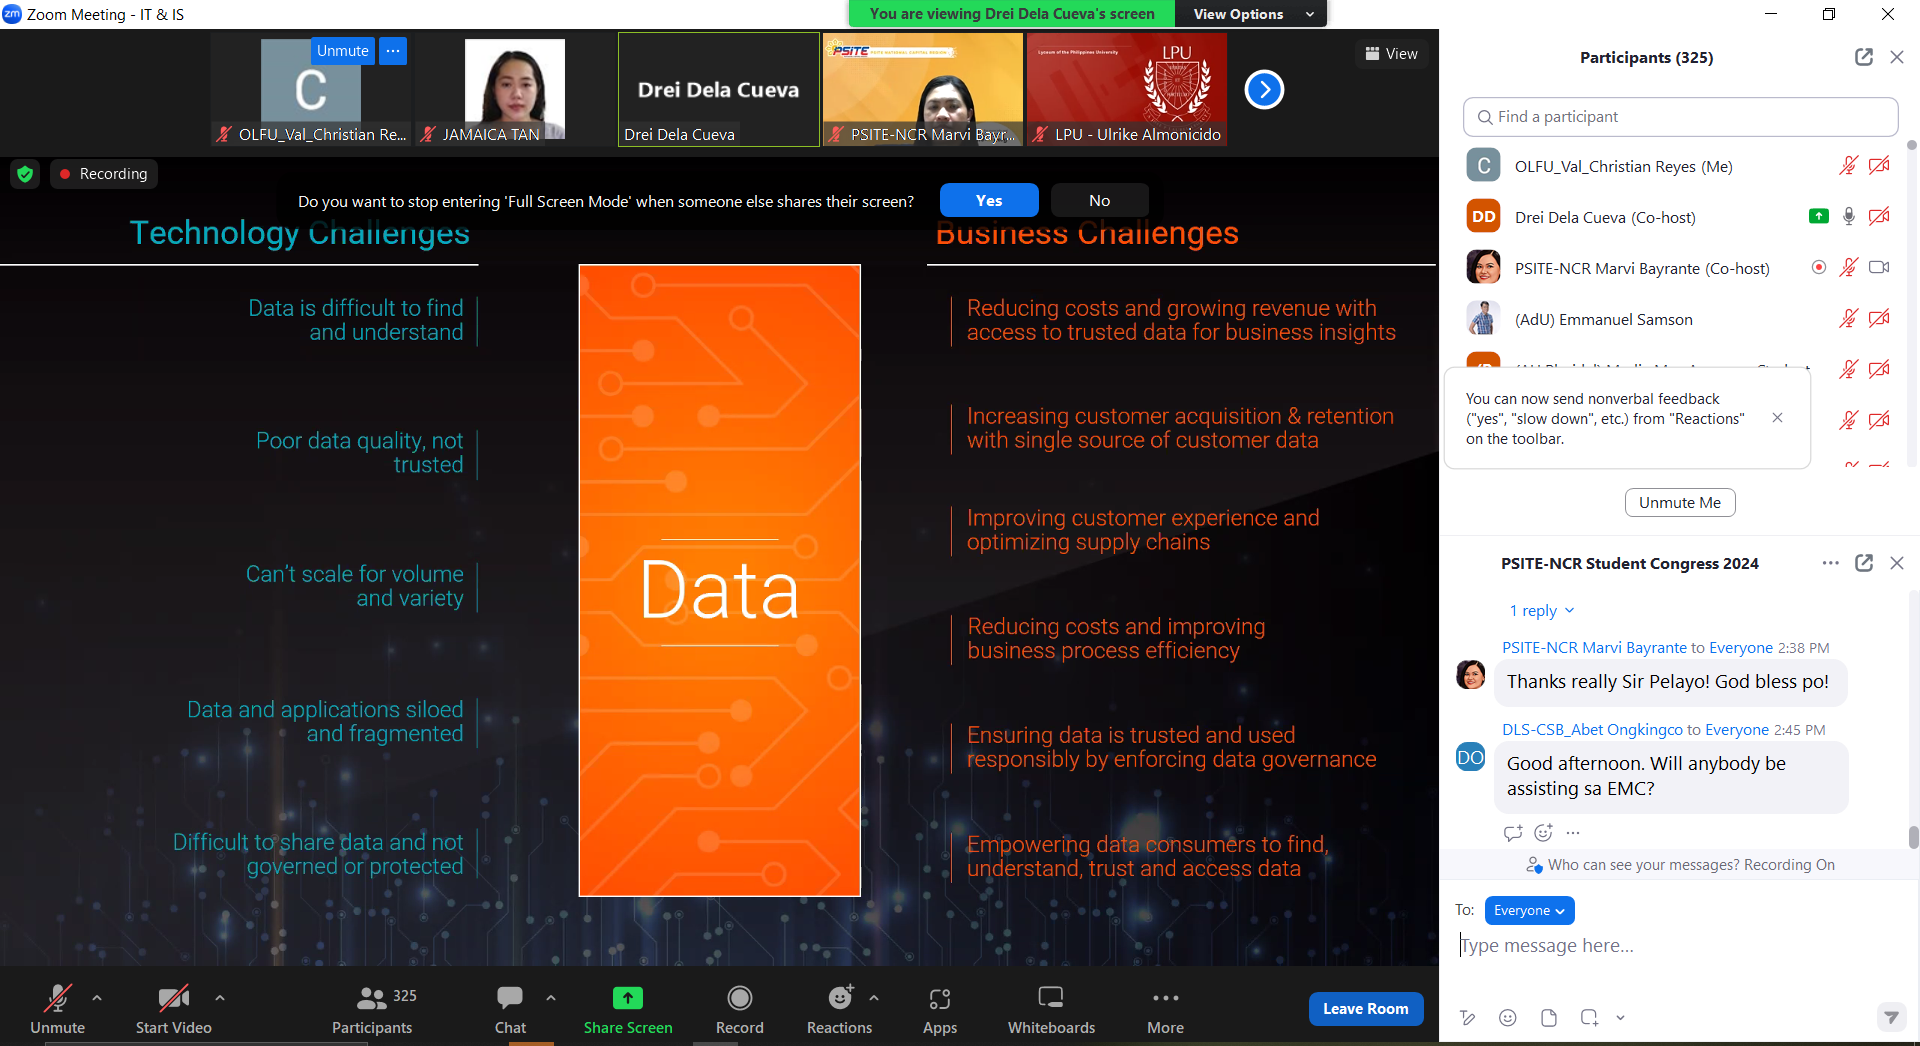 Zoom Meeting - IT & IS
You are viewing Drei Dela Cueva's screen
View Options
C
Unmute
OLFU_Val_Christian Re...
JAMAICA TAN
Drei Dela Cueva
Drei Dela Cueva
PSITE
PSITE-NCR Marvi Bayr...
Lyceum of the Philippines University
LPU
LPU - Ulrike Almonicido
View
Recording
Do you want to stop entering 'Full Screen Mode' when someone else shares their screen?
Yes
No
Technology Challenges
Data is difficult to find
and understand
Poor data quality, not
trusted
Can't scale for volume
and variety
Data and applications siloed
and fragmented
Difficult to share data and not
governed or protected
Data
Business Challenges
Reducing costs and growing revenue with
access to trusted data for business insights
Increasing customer acquisition & retention
with single source of customer data
Improving customer experience and
optimizing supply chains
Reducing costs and improving
business process efficiency
Ensuring data is trusted and used
responsibly by enforcing data governance
Empowering data consumers to find,
understand, trust and access data
Unmute
Start Video
325
Participants
Chat
Share Screen
Record
Reactions
Apps
Whiteboards
More
Leave Room
Participants (325)
Find a participant
C OLFU_Val_Christian Reyes (Me)
DD Drei Dela Cueva (Co-host)
PSITE-NCR Marvi Bayrante (Co-host)
(AdU) Emmanuel Samson
You can now send nonverbal feedback
("yes", "slow down", etc.) from "Reactions"
on the toolbar.
Unmute Me
PSITE-NCR Student Congress 2024
1 reply
PSITE-NCR Marvi Bayrante to Everyone 2:38 PM
Thanks really Sir Pelayo! God bless po!
DLS-CSB_Abet Ongkingco to Everyone 2:45 PM
DO
Good afternoon. Will anybody be
assisting sa EMC?
Who can see your messages? Recording On
To: Everyone
Type message here...